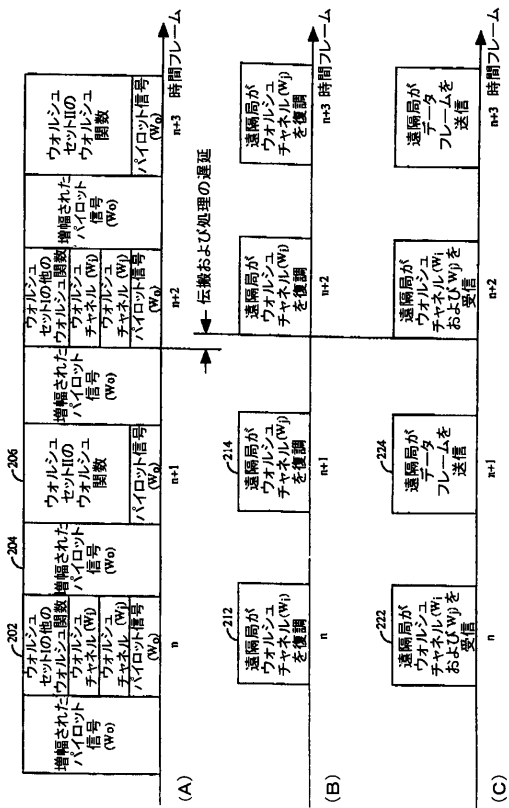 202
204
206
増幅された
パイロット
信号
(Wo)
ウォルシュ
セットIの他の
ウォルシュ関数
ウォルシュ
チャネル(Wj)
ウォルシュ
チャネル(Wi)
パイロット信号
(Wo)
増幅された
パイロット
信号
(Wo)
ウォルシュ
セットIIの
ウォルシュ
関数
パイロット信号
(Wo)
増幅された
パイロット
信号
(Wo)
ウォルシュ
セットIの他の
ウォルシュ関数
ウォルシュ
チャネル(Wj)
ウォルシュ
チャネル(Wi)
パイロット信号
(Wo)
増幅された
パイロット
信号
(Wo)
ウォルシュ
セットIIの
ウォルシュ
関数
パイロット信号
(Wo)
(A)
n
n+1
n+2
n+3
時間フレーム
伝搬および処理の遅延
212
遠隔局が
ウォルシュ
チャネル(Wi)
を復調
214
遠隔局が
ウォルシュ
チャネル(Wj)
を復調
遠隔局が
ウォルシュ
チャネル(Wi)
を復調
遠隔局が
ウォルシュ
チャネル(Wj)
を復調
(B)
n
n+1
n+2
n+3
時間フレーム
222
遠隔局が
ウォルシュ
チャネル(Wi
およびWj)を
受信
224
遠隔局が
データ
フレームを
送信
遠隔局が
ウォルシュ
チャネル(Wi
およびWj)を
受信
遠隔局が
データ
フレームを
送信
(C)
n
n+1
n+2
n+3
時間フレーム